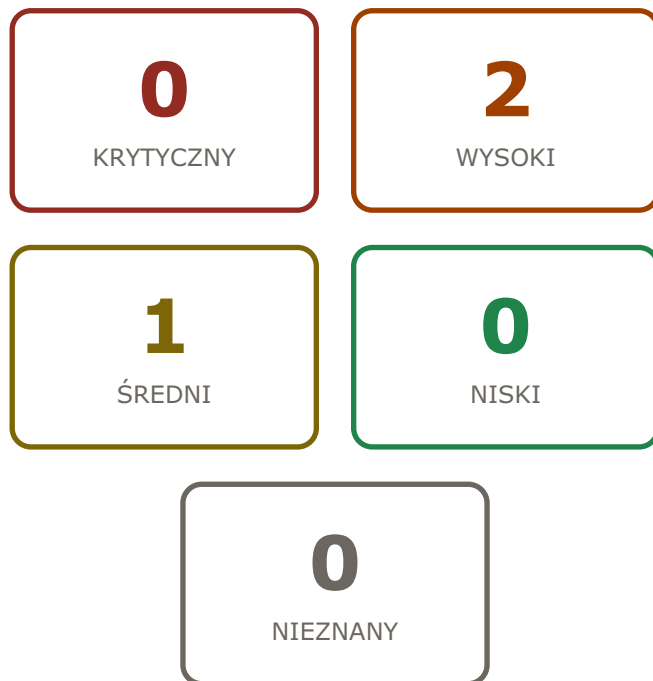 0
KRYTYCZNY
2
WYSOKI
1
ŚREDNI
0
NISKI
0
NIEZNANY